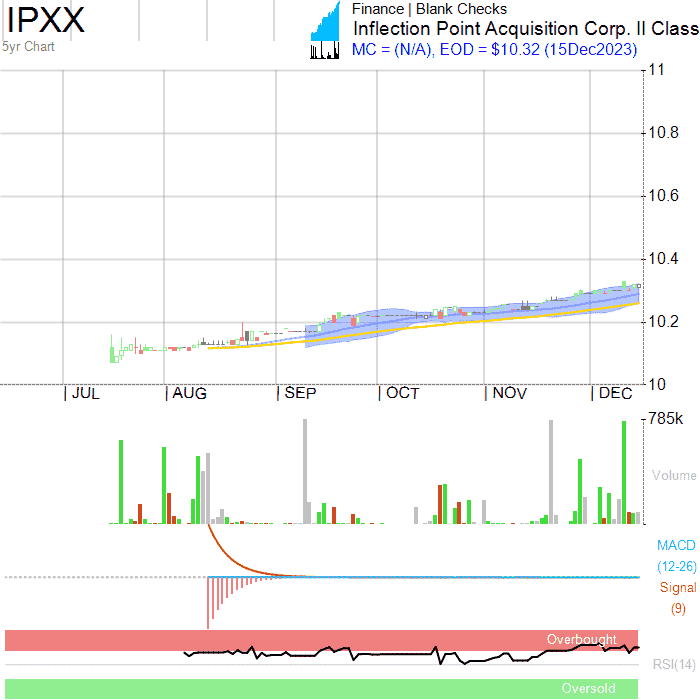 IPXX
5yr Chart
Finance | Blank Checks
Inflection Point Acquisition Corp. II Class
MC = (N/A), EOD = $10.32 (15Dec2023)
11
10.8
10.6
10.4
10.2
10
| JUL | AUG | SEP | OCT | NOV | DEC
785k
Volume
MACD
(12-26)
Signal
(9)
Overbought
RSI(14)
Oversold